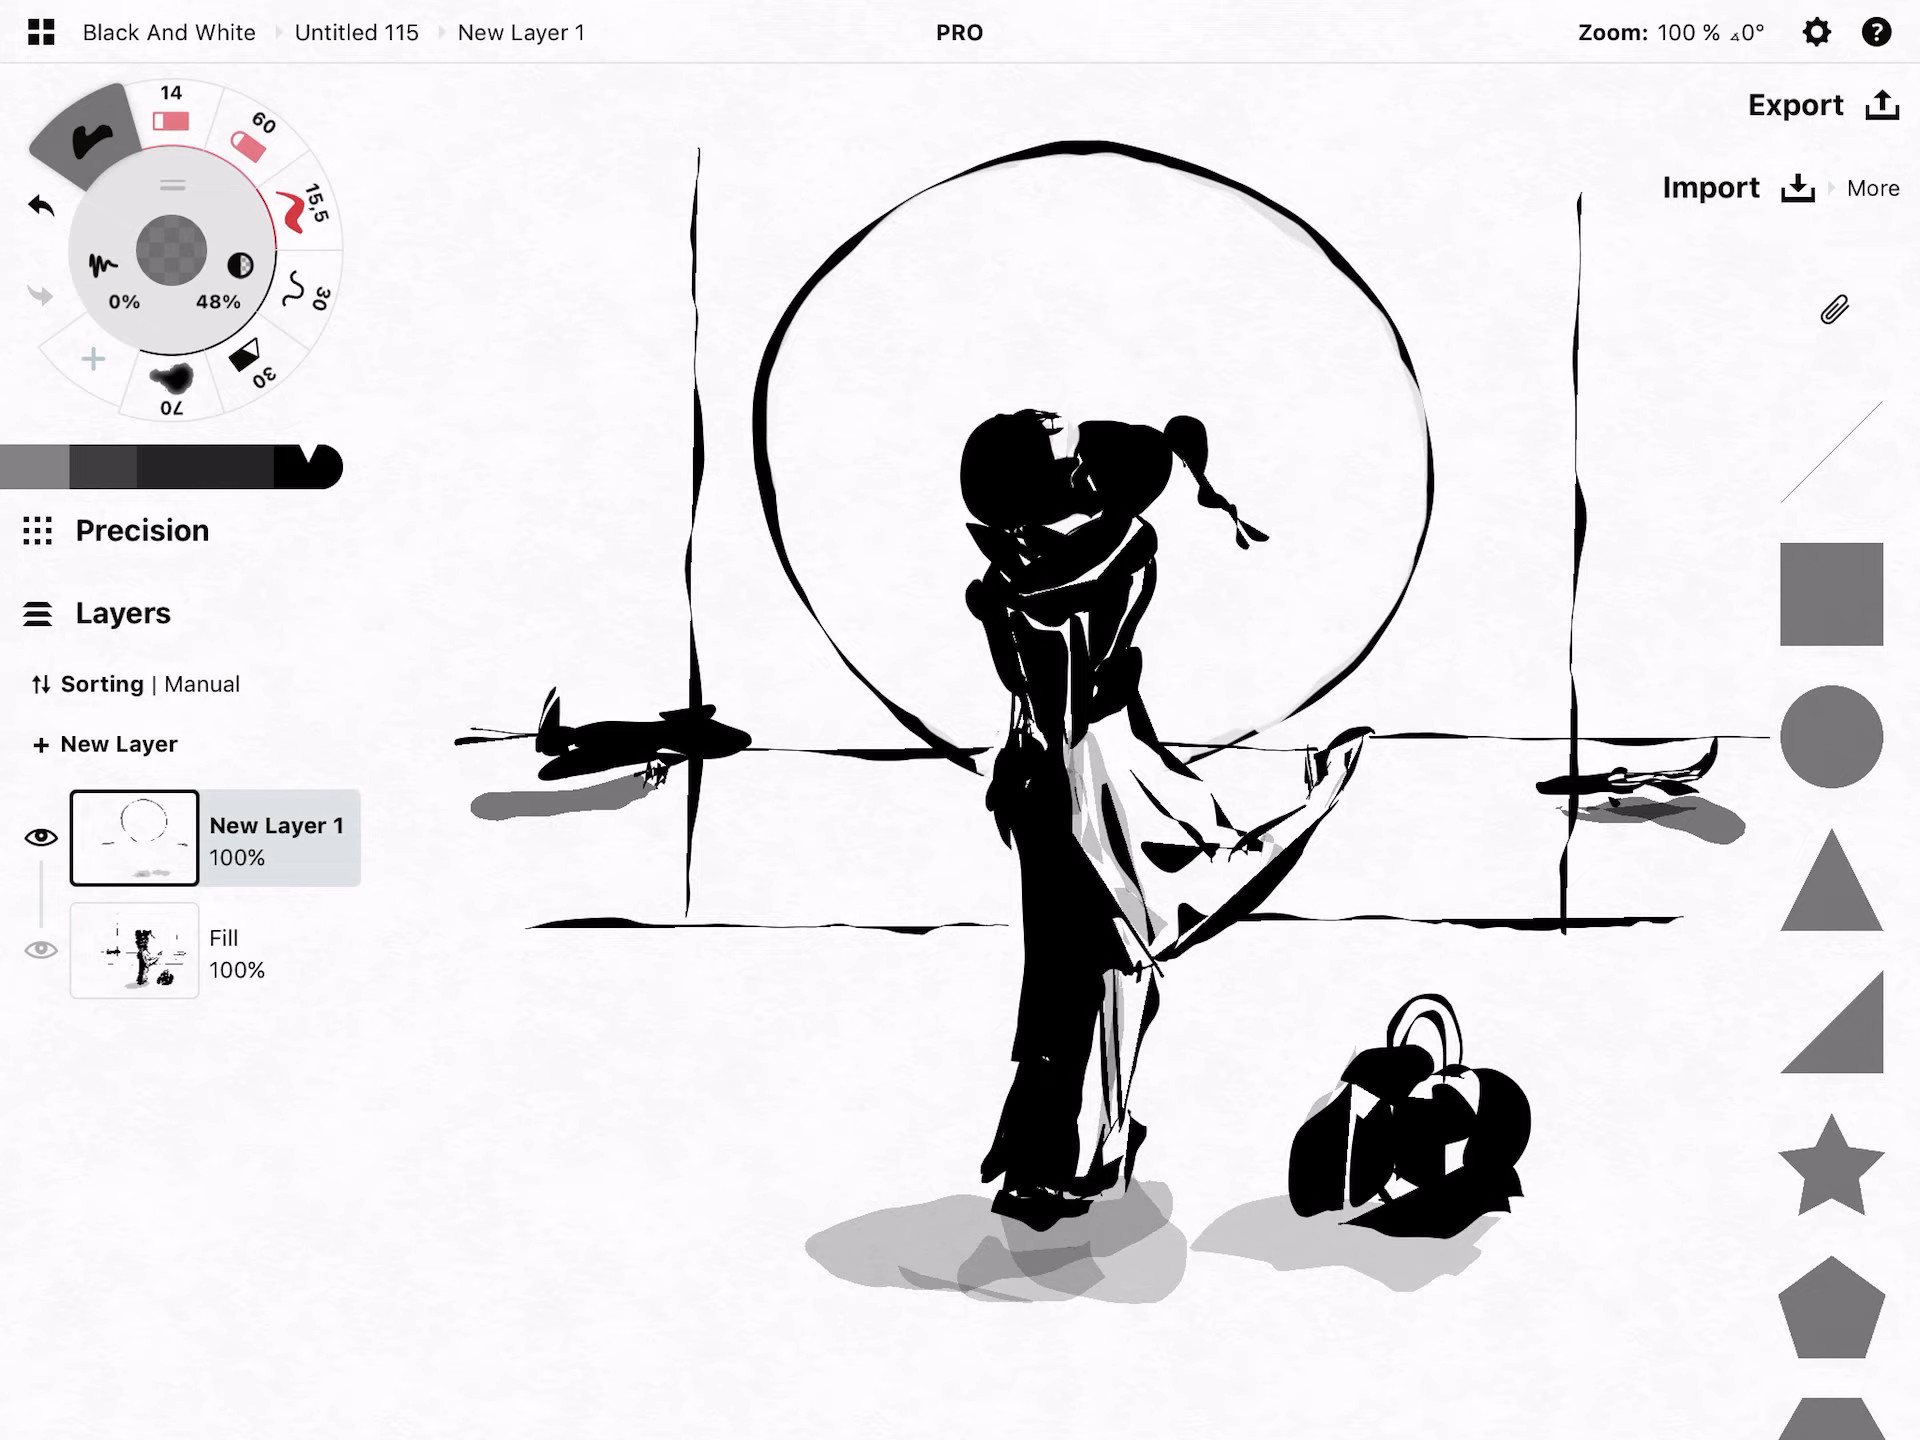 Black And White Untitled 115 New Layer 1
PRO
Zoom: 100 % ⦟0°
Export
Import More
14
60
15,5
30
30
70
0% 48%
Precision
Layers
Sorting | Manual
+ New Layer
New Layer 1
100%
Fill
100%